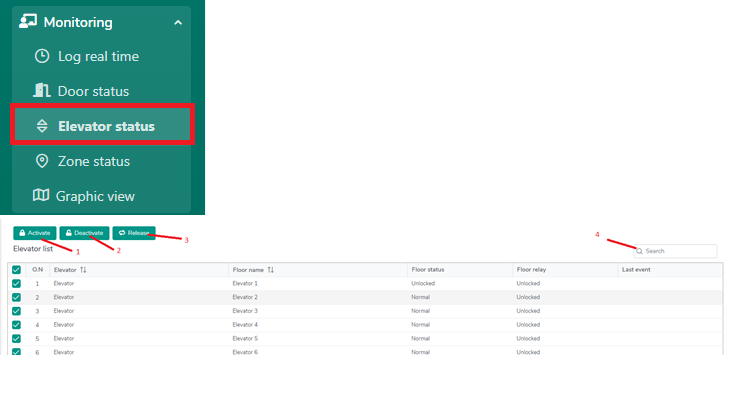 Monitoring
Log real time
Door status
Elevator status
Zone status
Graphic view
Activate Deactivate Release
1 2 3 4
Elevator list Search
O.N Elevator Floor name Floor status Floor relay Last event
1 Elevator Elevator 1 Unlocked Unlocked
2 Elevator Elevator 2 Normal Unlocked
3 Elevator Elevator 3 Normal Unlocked
4 Elevator Elevator 4 Normal Unlocked
5 Elevator Elevator 5 Normal Unlocked
6 Elevator Elevator 6 Normal Unlocked